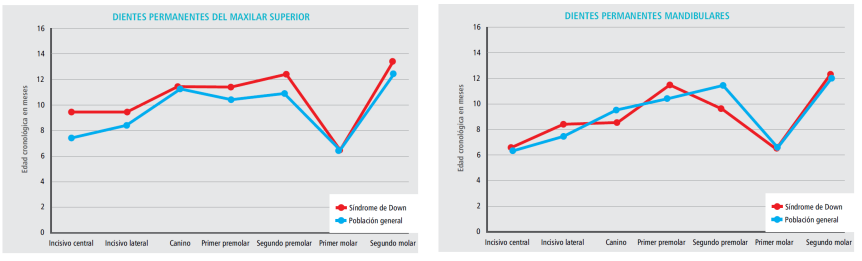 DIENTES PERMANENTES DEL MAXILAR SUPERIOR
Edad cronológica en meses
16
14
12
10
8
6
4
2
0
Síndrome de Down
Población general
Incisivo central Incisivo lateral Canino Primer premolar Segundo premolar Primer molar Segundo molar
DIENTES PERMANENTES MANDIBULARES
Edad cronológica en meses
16
14
12
10
8
6
4
2
0
Síndrome de Down
Población general
Incisivo central Incisivo lateral Canino Primer premolar Segundo premolar Primer molar Segundo molar